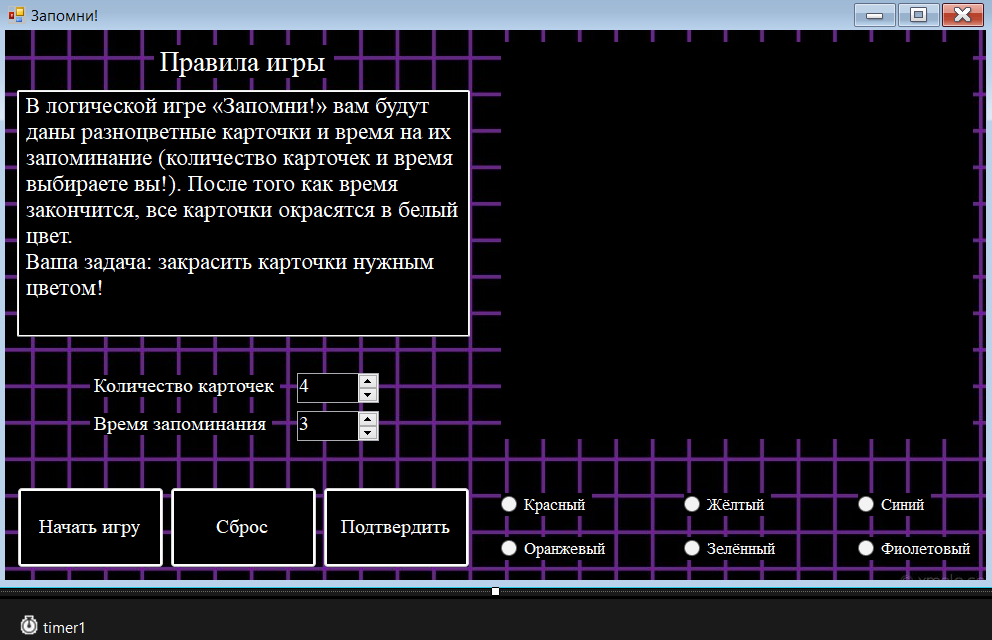 Запомни!
Правила игры
В логической игре «Запомни!» вам будут
даны разноцветные карточки и время на их
запоминание (количество карточек и время
выбираете вы!). После того как время
закончится, все карточки окрасятся в белый
цвет.
Ваша задача: закрасить карточки нужным
цветом!
Количество карточек 4
Время запоминания 3
Начать игру Сброс Подтвердить
Красный Жёлтый Синий
Оранжевый Зелённый Фиолетовый
timer1